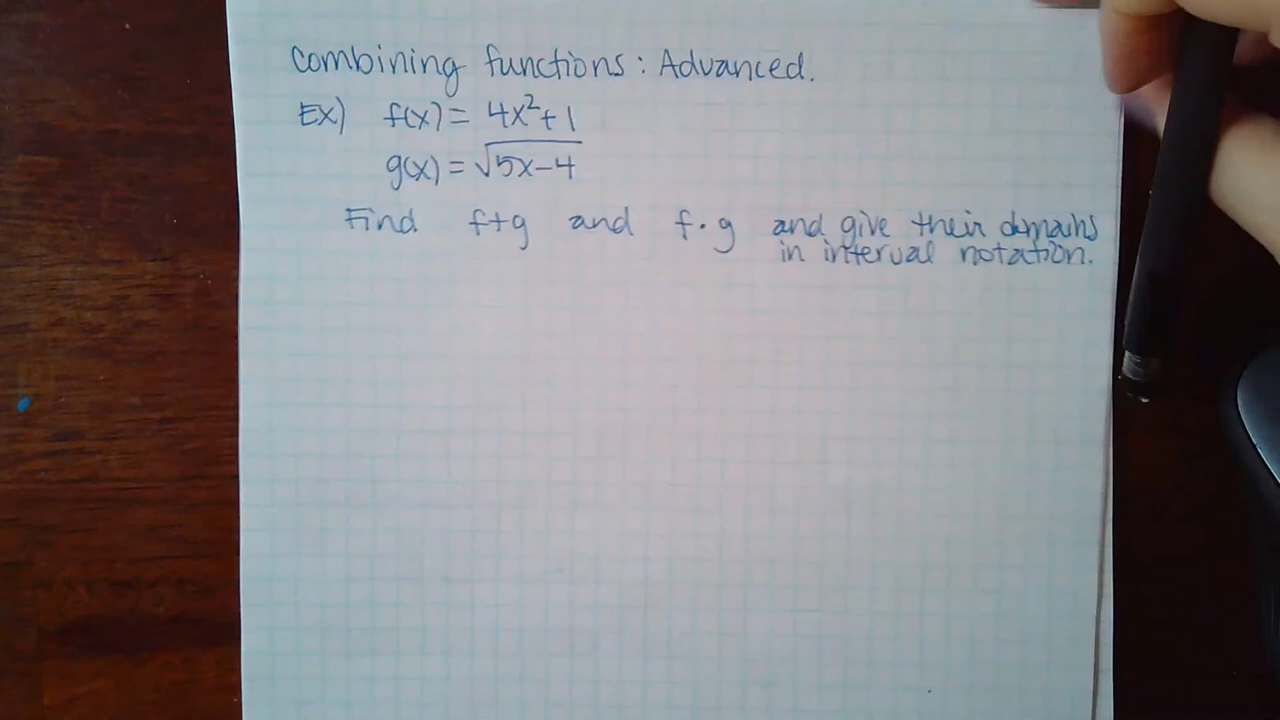 Combining functions: Advanced.
Ex) f(x) = 4x²+1
g(x) = √5x-4
Find f+g and f·g and give their domains
in interval notation.